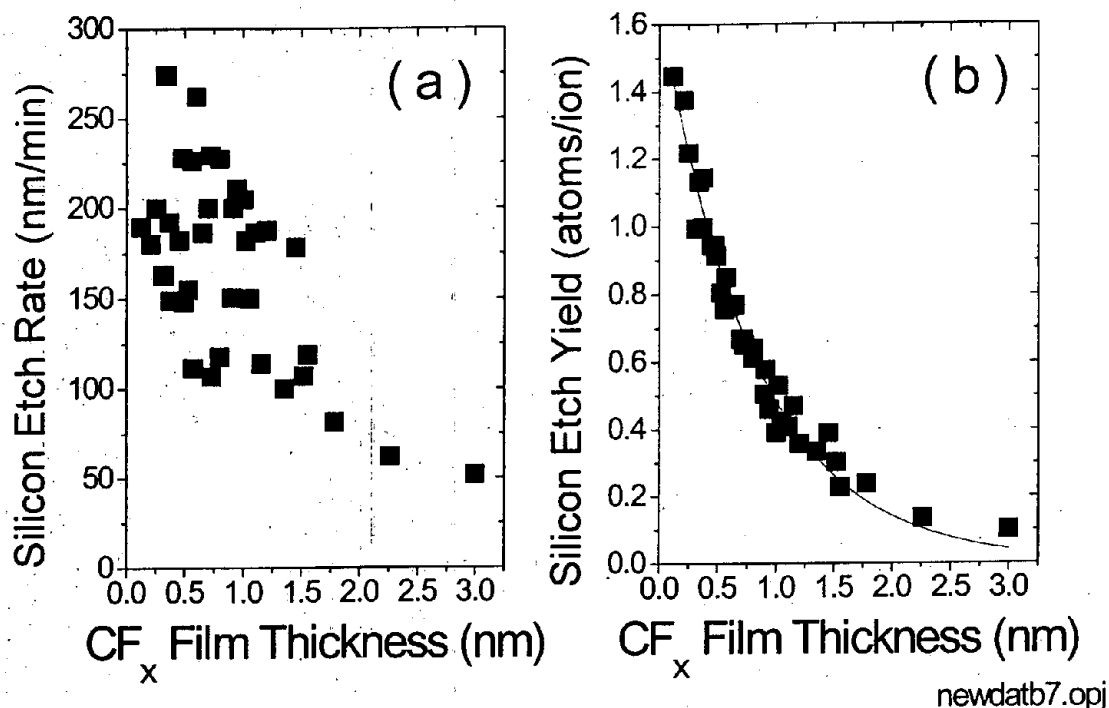 (a)
Silicon Etch Rate (nm/min)
300
250
200
150
100
50
0
0.0 0.5 1.0 1.5 2.0 2.5 3.0
CFx Film Thickness (nm)
(b)
Silicon Etch Yield (atoms/ion)
1.6
1.4
1.2
1.0
0.8
0.6
0.4
0.2
0.0
0.0 0.5 1.0 1.5 2.0 2.5 3.0
CFx Film Thickness (nm)
newdatb7.opj